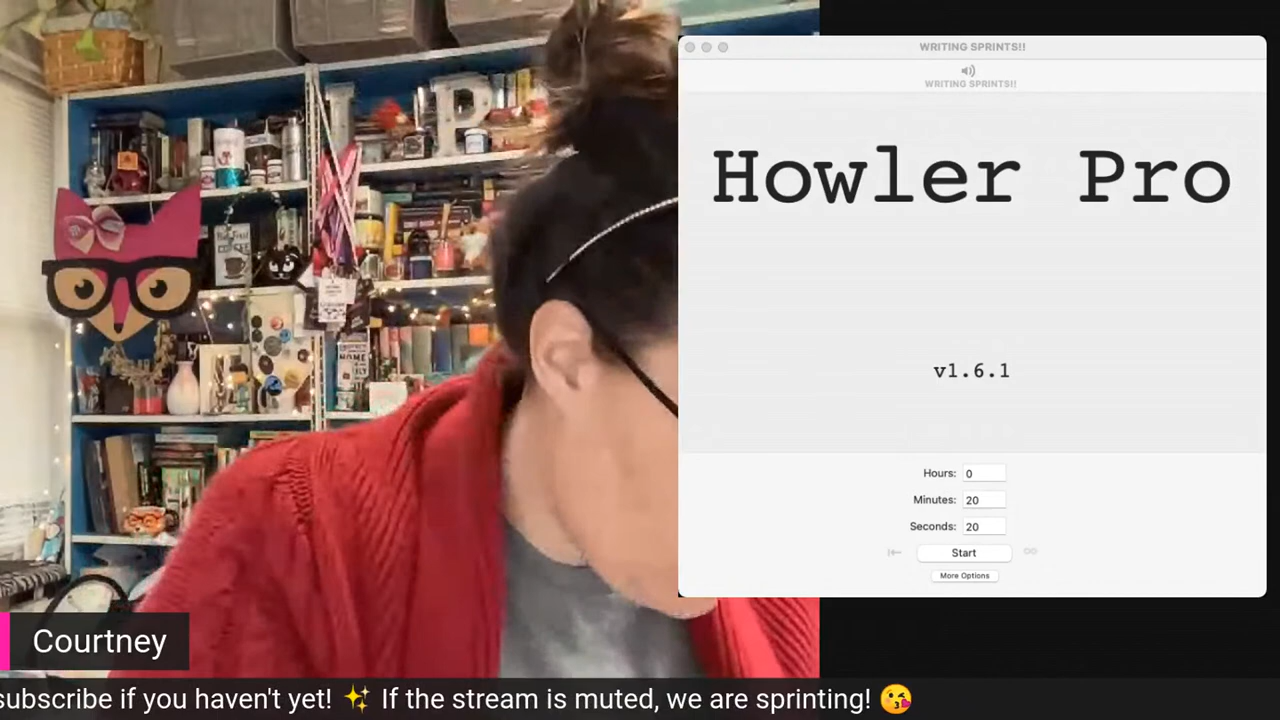 WRITING SPRINTS!!
WRITING SPRINTS!!
Howler Pro
v1.6.1
Hours: 0
Minutes: 20
Seconds: 20
Start
More Options
Courtney
subscribe if you haven't yet! ✨ If the stream is muted, we are sprinting! 😘